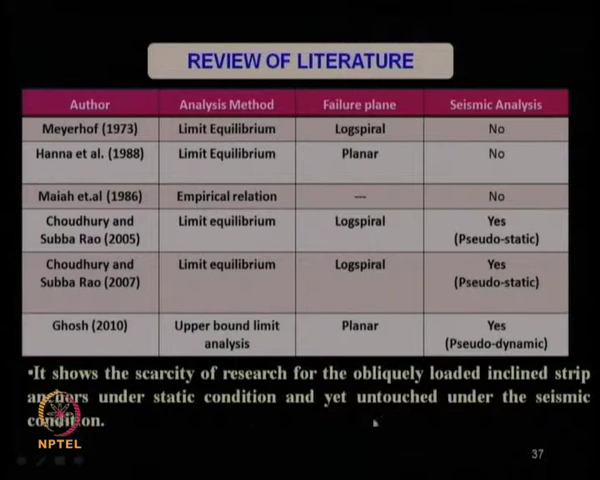 REVIEW OF LITERATURE
Author Analysis Method Failure plane Seismic Analysis
Meyerhof (1973) Limit Equilibrium Logspiral No
Hanna et al. (1988) Limit Equilibrium Planar No
Maiah et.al (1986) Empirical relation --- No
Choudhury and Subba Rao (2005) Limit equilibrium Logspiral Yes (Pseudo-static)
Choudhury and Subba Rao (2007) Limit equilibrium Logspiral Yes (Pseudo-static)
Ghosh (2010) Upper bound limit analysis Planar Yes (Pseudo-dynamic)
•It shows the scarcity of research for the obliquely loaded inclined strip
anchors under static condition and yet untouched under the seismic
condition.
NPTEL
37